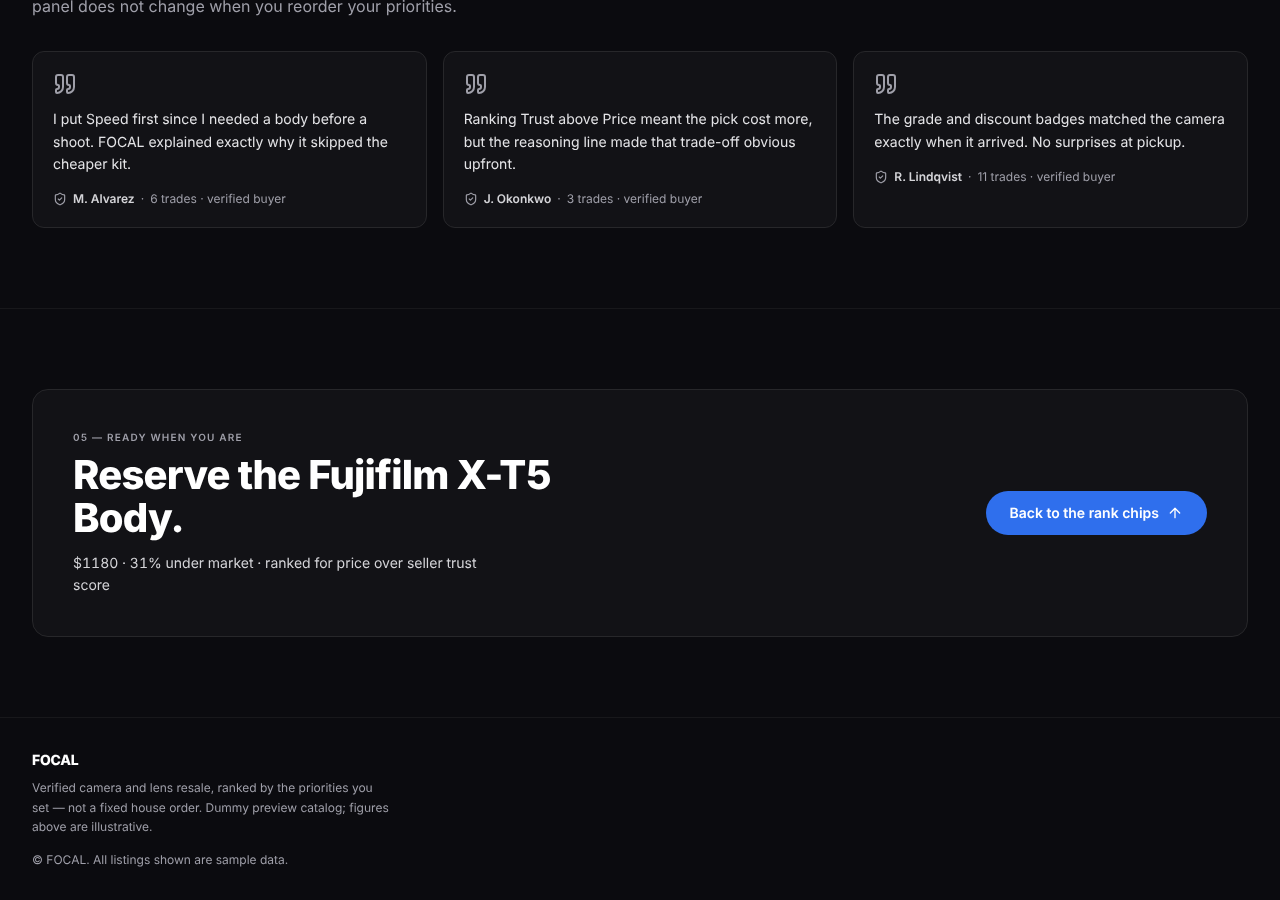 panel does not change when you reorder your priorities.
I put Speed first since I needed a body before a
shoot. FOCAL explained exactly why it skipped the
cheaper kit.
M. Alvarez · 6 trades · verified buyer
Ranking Trust above Price meant the pick cost more,
but the reasoning line made that trade-off obvious
upfront.
J. Okonkwo · 3 trades · verified buyer
The grade and discount badges matched the camera
exactly when it arrived. No surprises at pickup.
R. Lindqvist · 11 trades · verified buyer
05 — READY WHEN YOU ARE
Reserve the Fujifilm X-T5
Body.
$1180 · 31% under market · ranked for price over seller trust
score
Back to the rank chips
FOCAL
Verified camera and lens resale, ranked by the priorities you
set — not a fixed house order. Dummy preview catalog; figures
above are illustrative.
© FOCAL. All listings shown are sample data.